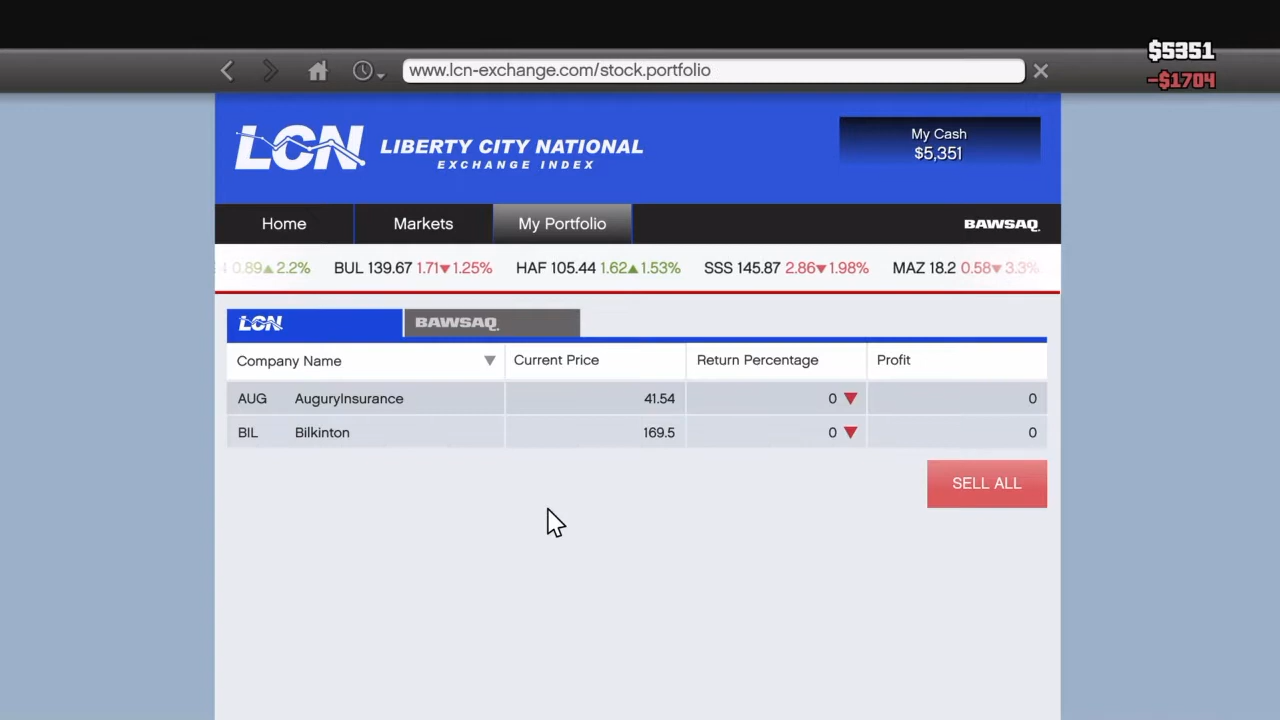 $5351
www.lcn-exchange.com/stock.portfolio
-$1704
LCN LIBERTY CITY NATIONAL
EXCHANGE INDEX
My Cash
$5,351
Home Markets My Portfolio BAWSAQ
0.89▲2.2% BUL 139.67 1.71▼1.25% HAF 105.44 1.62▲1.53% SSS 145.87 2.86▼1.98% MAZ 18.2 0.58▼3.3%
LCN BAWSAQ
Company Name ▼ Current Price Return Percentage Profit
AUG AuguryInsurance 41.54 0 ▼ 0
BIL Bilkinton 169.5 0 ▼ 0
SELL ALL